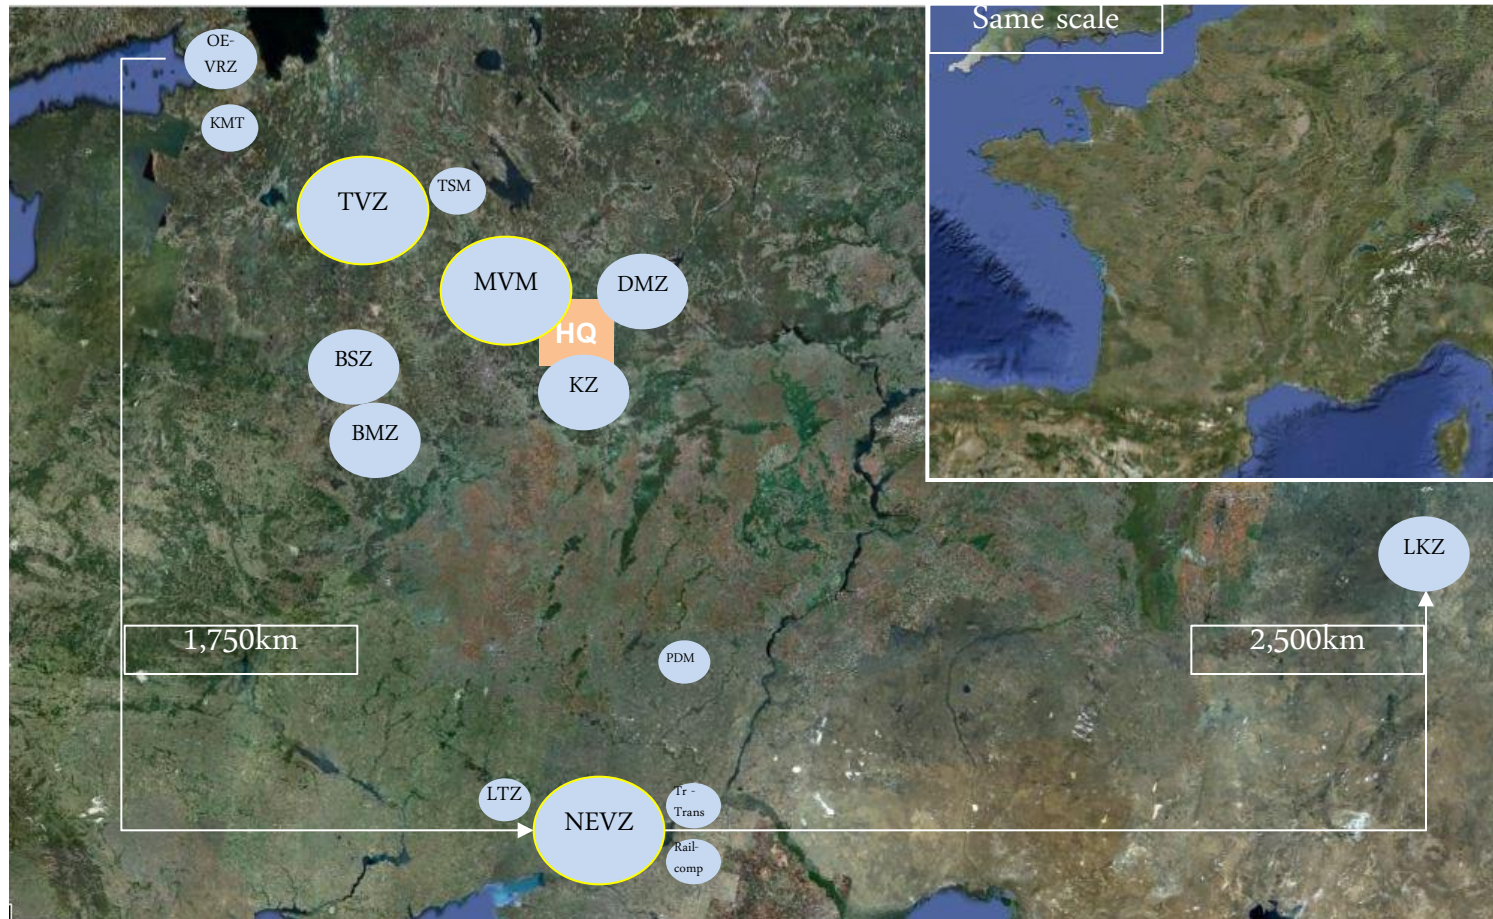 Same scale
OE-
VRZ
KMT
TVZ
TSM
MVM
DMZ
HQ
BSZ
KZ
BMZ
LKZ
1,750km
2,500km
PDM
LTZ
NEVZ
Tr -
Trans
Rail-
comp